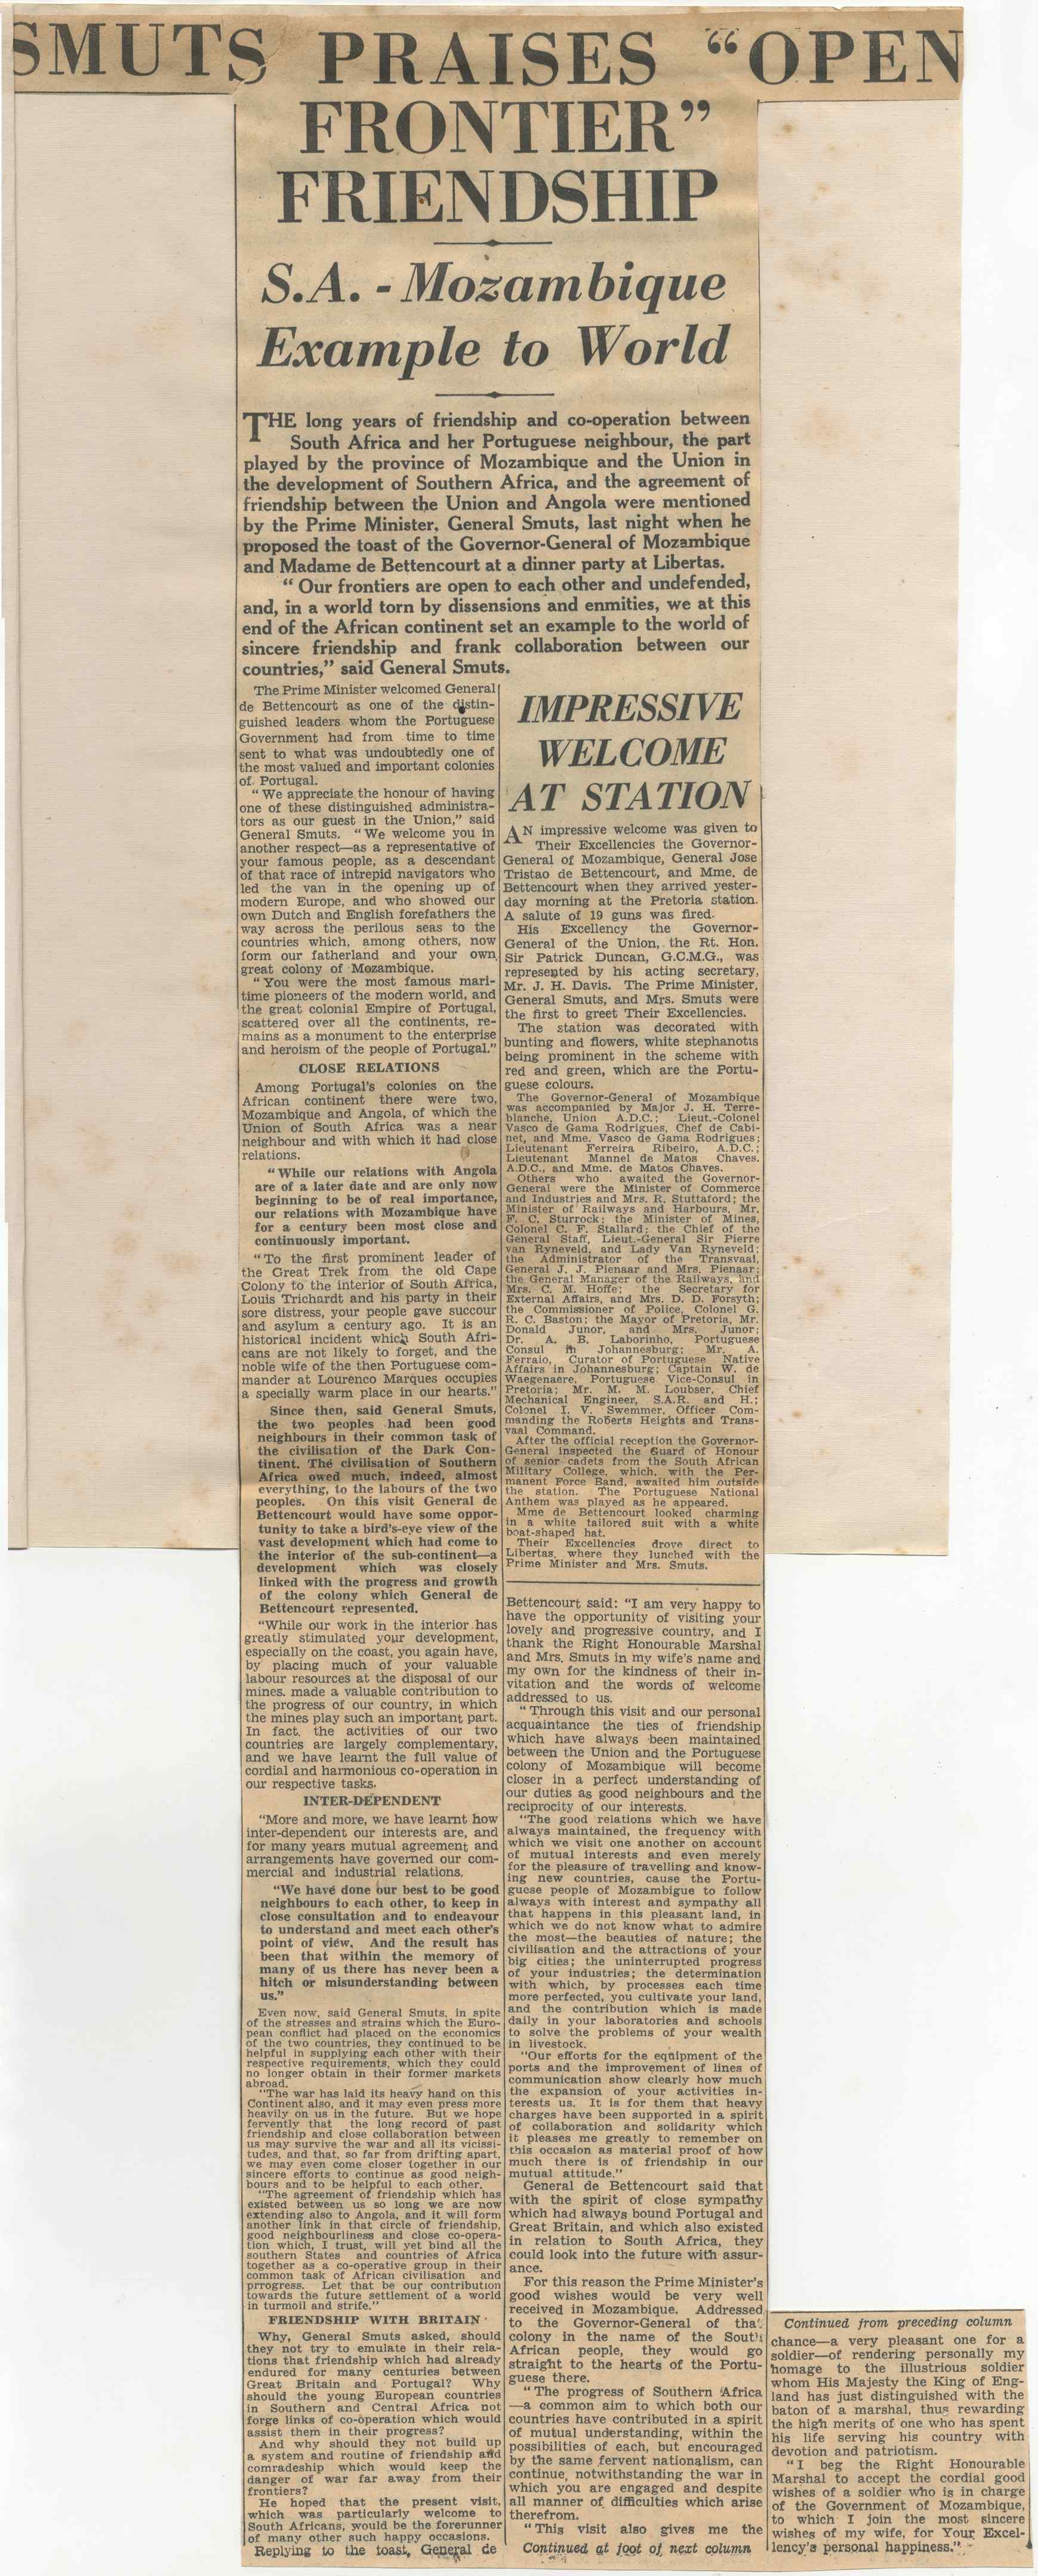 SMUTS PRAISES “OPEN
FRONTIER”
FRIENDSHIP
S.A. - Mozambique
Example to World
THE long years of friendship and co-operation between
South Africa and her Portuguese neighbour, the part
played by the province of Mozambique and the Union in
the development of Southern Africa, and the agreement of
friendship between the Union and Angola were mentioned
by the Prime Minister, General Smuts, last night when he
proposed the toast of the Governor-General of Mozambique
and Madame de Bettencourt at a dinner party at Libertas.
“ Our frontiers are open to each other and undefended,
and, in a world torn by dissensions and enmities, we at this
end of the African continent set an example to the world of
sincere friendship and frank collaboration between our
countries,” said General Smuts.
The Prime Minister welcomed General
de Bettencourt as one of the distin-
guished leaders whom the Portuguese
Government had from time to time
sent to what was undoubtedly one of
the most valued and important colonies
of Portugal.
“ We appreciate the honour of having
one of these distinguished administra-
tors as our guest in the Union,” said
General Smuts. “We welcome you in
another respect—as a representative of
your famous people, as a descendant
of that race of intrepid navigators who
led the van in the opening up of
modern Europe, and who showed our
own Dutch and English forefathers the
way across the perilous seas to the
countries which, among others, now
form our fatherland and your own
great colony of Mozambique.
“You were the most famous mari-
time pioneers of the modern world, and
the great colonial Empire of Portugal,
scattered over all the continents, re-
mains as a monument to the enterprise
and heroism of the people of Portugal.”
CLOSE RELATIONS
Among Portugal's colonies on the
African continent there were two,
Mozambique and Angola, of which the
Union of South Africa was a near
neighbour and with which it had close
relations.
“While our relations with Angola
are of a later date and are only now
beginning to be of real importance,
our relations with Mozambique have
for a century been most close and
continuously important.
“To the first prominent leader of
the Great Trek from the old Cape
Colony to the interior of South Africa,
Louis Trichardt and his party in their
sore distress, your people gave succour
and asylum a century ago. It is an
historical incident which South Afri-
cans are not likely to forget, and the
noble wife of the then Portuguese com-
mander at Lourenco Marques occupies
a specially warm place in our hearts.”
Since then, said General Smuts,
the two peoples had been good
neighbours in their common task of
the civilisation of the Dark Con-
tinent. The civilisation of Southern
Africa owed much, indeed, almost
everything, to the labours of the two
peoples. On this visit General de
Bettencourt would have some oppor-
tunity to take a bird's-eye view of the
vast development which had come to
the interior of the sub-continent—a
development which was closely
linked with the progress and growth
of the colony which General de
Bettencourt represented.
“While our work in the interior has
greatly stimulated your development,
especially on the coast, you again have,
by placing much of your valuable
labour resources at the disposal of our
mines, made a valuable contribution to
the progress of our country, in which
the mines play such an important part.
In fact, the activities of our two
countries are largely complementary,
and we have learnt the full value of
cordial and harmonious co-operation in
our respective tasks.
INTER-DEPENDENT
“More and more, we have learnt how
inter-dependent our interests are, and
for many years mutual agreement and
arrangements have governed our com-
mercial and industrial relations.
“We have done our best to be good
neighbours to each other, to keep in
close consultation and to endeavour
to understand and meet each other's
point of view. And the result has
been that within the memory of
many of us there has never been a
hitch or misunderstanding between
us.”
Even now, said General Smuts, in spite
of the stresses and strains which the Euro-
pean conflict had placed on the economics
of the two countries, they continued to be
helpful in supplying each other with their
respective requirements, which they could
no longer obtain in their former markets
abroad.
“The war has laid its heavy hand on this
Continent also, and it may even press more
heavily on us in the future. But we hope
fervently that the long record of past
friendship and close collaboration between
us may survive the war and all its vicissi-
tudes, and that, so far from drifting apart,
we may even come closer together in our
sincere efforts to continue as good neigh-
bours and to be helpful to each other.
“The agreement of friendship which has
existed between us so long we are now
extending also to Angola, and it will form
another link in that circle of friendship,
good neighbourliness and close co-opera-
tion which, I trust, will yet bind all the
southern States and countries of Africa
together as a co-operative group in their
common task of African civilisation and
prrogress. Let that be our contribution
towards the future settlement of a world
in turmoil and strife.”
FRIENDSHIP WITH BRITAIN
Why, General Smuts asked, should
they not try to emulate in their rela-
tions that friendship which had already
endured for many centuries between
Great Britain and Portugal? Why
should the young European countries
in Southern and Central Africa not
forge links of co-operation which would
assist them in their progress?
And why should they not build up
a system and routine of friendship and
comradeship which would keep the
danger of war far away from their
frontiers?
He hoped that the present visit,
which was particularly welcome to
South Africans, would be the forerunner
of many other such happy occasions.
Replying to the toast, General de
IMPRESSIVE
WELCOME
AT STATION
AN impressive welcome was given to
Their Excellencies the Governor-
General of Mozambique, General Jose
Tristao de Bettencourt, and Mme. de
Bettencourt when they arrived yester-
day morning at the Pretoria station.
A salute of 19 guns was fired.
His Excellency the Governor-
General of the Union, the Rt. Hon.
Sir Patrick Duncan, G.C.M.G., was
represented by his acting secretary,
Mr. J. H. Davis. The Prime Minister,
General Smuts, and Mrs. Smuts were
the first to greet Their Excellencies.
The station was decorated with
bunting and flowers, white stephanotis
being prominent in the scheme with
red and green, which are the Portu-
guese colours.
The Governor-General of Mozambique
was accompanied by Major J. H. Terre-
blanche, Union A.D.C.; Lieut.-Colonel
Vasco de Gama Rodrigues, Chef de Cabi-
net, and Mme. Vasco de Gama Rodrigues;
Lieutenant Ferreira Ribeiro, A.D.C.;
Lieutenant Mannel de Matos Chaves,
A.D.C., and Mme. de Matos Chaves.
Others who awaited the Governor-
General were the Minister of Commerce
and Industries and Mrs. R. Stuttaford; the
Minister of Railways and Harbours, Mr.
F. C. Sturrock; the Minister of Mines,
Colonel C. F. Stallard; the Chief of the
General Staff, Lieut.-General Sir Pierre
van Ryneveld, and Lady Van Ryneveld;
the Administrator of the Transvaal,
General J. J. Pienaar and Mrs. Pienaar;
the General Manager of the Railways, and
Mrs. C. M. Hoffe; the Secretary for
External Affairs, and Mrs. D. D. Forsyth;
the Commissioner of Police, Colonel G.
R. C. Baston; the Mayor of Pretoria, Mr.
Donald Junor, and Mrs. Junor;
Dr. A. B. Laborinho, Portuguese
Consul in Johannesburg; Mr. A.
Ferraio, Curator of Portuguese Native
Affairs in Johannesburg; Captain W. de
Waegenaere, Portuguese Vice-Consul in
Pretoria; Mr. M. M. Loubser, Chief
Mechanical Engineer, S.A.R. and H.;
Colonel I. V. Swemmer, Officer Com-
manding the Roberts Heights and Trans-
vaal Command.
After the official reception the Governor-
General inspected the Guard of Honour
of senior cadets from the South African
Military College, which, with the Per-
manent Force Band, awaited him outside
the station. The Portuguese National
Anthem was played as he appeared.
Mme de Bettencourt looked charming
in a white tailored suit with a white
boat-shaped hat.
Their Excellencies drove direct to
Libertas, where they lunched with the
Prime Minister and Mrs. Smuts.
Bettencourt said: “I am very happy to
have the opportunity of visiting your
lovely and progressive country, and I
thank the Right Honourable Marshal
and Mrs. Smuts in my wife's name and
my own for the kindness of their in-
vitation and the words of welcome
addressed to us.
“Through this visit and our personal
acquaintance the ties of friendship
which have always been maintained
between the Union and the Portuguese
colony of Mozambique will become
closer in a perfect understanding of
our duties as good neighbours and the
reciprocity of our interests.
“The good relations which we have
always maintained, the frequency with
which we visit one another on account
of mutual interests and even merely
for the pleasure of travelling and know-
ing new countries, cause the Portu-
guese people of Mozambique to follow
always with interest and sympathy all
that happens in this pleasant land, in
which we do not know what to admire
the most—the beauties of nature; the
civilisation and the attractions of your
big cities; the uninterrupted progress
of your industries; the determination
with which, by processes each time
more perfected, you cultivate your land,
and the contribution which is made
daily in your laboratories and schools
to solve the problems of your wealth
in livestock.
“Our efforts for the eqnipment of the
ports and the improvement of lines of
communication show clearly how much
the expansion of your activities in-
terests us. It is for them that heavy
charges have been supported in a spirit
of collaboration and solidarity which
it pleases me greatly to remember on
this occasion as material proof of how
much there is of friendship in our
mutual attitude.”
General de Bettencourt said that
with the spirit of close sympathy
which had always bound Portugal and
Great Britain, and which also existed
in relation to South Africa, they
could look into the future with assur-
ance.
For this reason the Prime Minister's
good wishes would be very well
received in Mozambique. Addressed
to the Governor-General of that
colony in the name of the South
African people, they would go
straight to the hearts of the Portu-
guese there.
“The progress of Southern Africa
—a common aim to which both our
countries have contributed in a spirit
of mutual understanding, within the
possibilities of each, but encouraged
by the same fervent nationalism, can
continue, notwithstanding the war in
which you are engaged and despite
all manner of difficulties which arise
therefrom.
“This visit also gives me the
Continued at foot of next column
Continued from preceding column
chance—a very pleasant one for a
soldier—of rendering personally my
homage to the illustrious soldier
whom His Majesty the King of Eng-
land has just distinguished with the
baton of a marshal, thus rewarding
the high merits of one who has spent
his life serving his country with
devotion and patriotism.
“I beg the Right Honourable
Marshal to accept the cordial good
wishes of a soldier who is in charge
of the Government of Mozambique,
to which I join the most sincere
wishes of my wife, for Your Excel-
lency's personal happiness.”